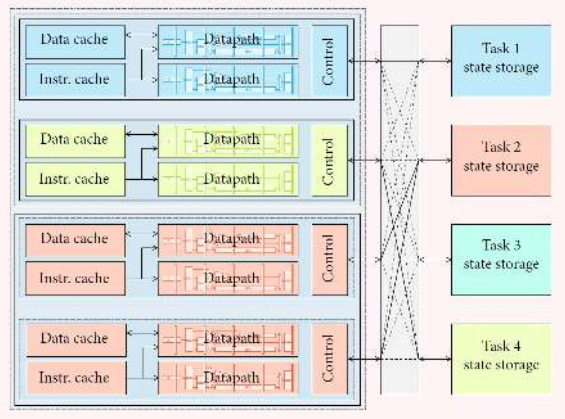 Data cache
Datapath
Instr. cache
Datapath
Control
Task 1
state storage
Data cache
Datapath
Instr. cache
Datapath
Control
Task 2
state storage
Data cache
Datapath
Instr. cache
Datapath
Control
Task 3
state storage
Data cache
Datapath
Instr. cache
Datapath
Control
Task 4
state storage